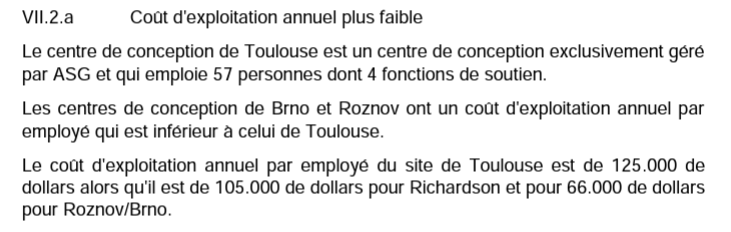 VII.2.a Coût d'exploitation annuel plus faible
Le centre de conception de Toulouse est un centre de conception exclusivement géré
par ASG et qui emploie 57 personnes dont 4 fonctions de soutien.
Les centres de conception de Brno et Roznov ont un coût d'exploitation annuel par
employé qui est inférieur à celui de Toulouse.
Le coût d'exploitation annuel par employé du site de Toulouse est de 125.000 de
dollars alors qu'il est de 105.000 de dollars pour Richardson et pour 66.000 de dollars
pour Roznov/Brno.